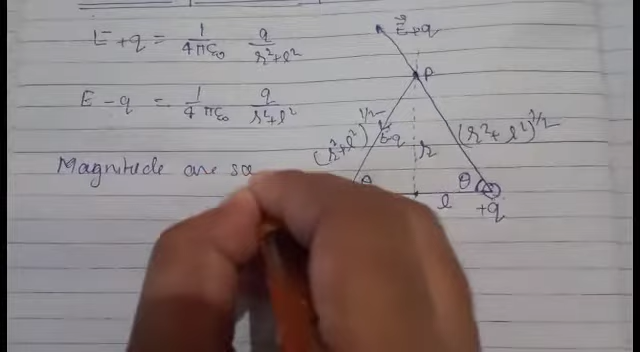 E+q = 1/4πε₀ q/r²+l²
E-q = 1/4πε₀ q/r²+l²
Magnitude are sa
E⃗+q
P
(r²+l²)^1/2
E-q
r
(r²+l²)^1/2
θ
θ
l
+q